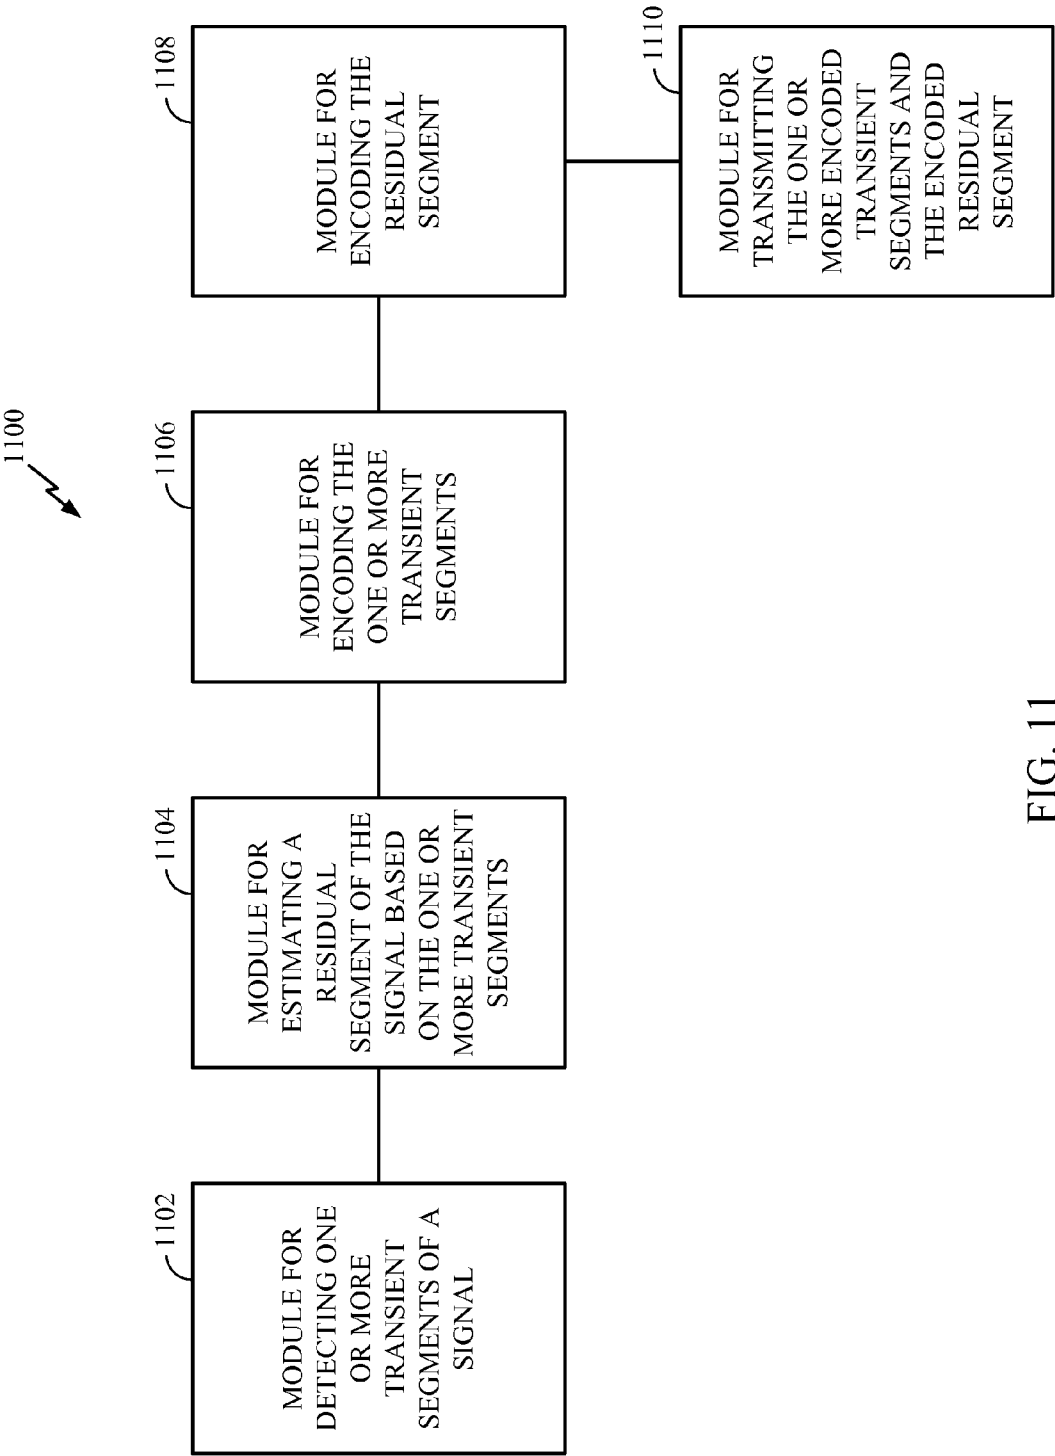 1100
1102
MODULE FOR
DETECTING ONE
OR MORE
TRANSIENT
SEGMENTS OF A
SIGNAL
1104
MODULE FOR
ESTIMATING A
RESIDUAL
SEGMENT OF THE
SIGNAL BASED
ON THE ONE OR
MORE TRANSIENT
SEGMENTS
1106
MODULE FOR
ENCODING THE
ONE OR MORE
TRANSIENT
SEGMENTS
1108
MODULE FOR
ENCODING THE
RESIDUAL
SEGMENT
1110
MODULE FOR
TRANSMITTING
THE ONE OR
MORE ENCODED
TRANSIENT
SEGMENTS AND
THE ENCODED
RESIDUAL
SEGMENT
FIG. 11